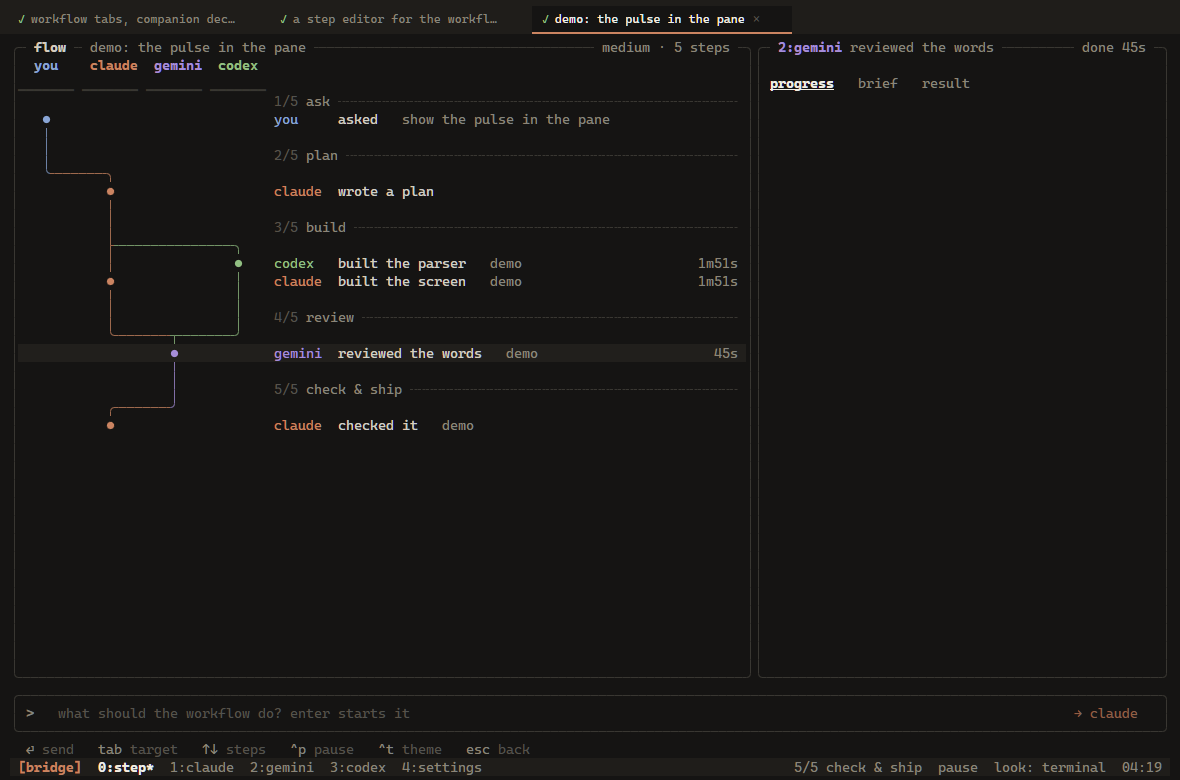 ✓ workflow tabs, companion dec… ✓ a step editor for the workfl… ✓ demo: the pulse in the pane ×
flow demo: the pulse in the pane medium · 5 steps
you claude gemini codex
1/5 ask
you asked show the pulse in the pane
2/5 plan
claude wrote a plan
3/5 build
codex built the parser demo 1m51s
claude built the screen demo 1m51s
4/5 review
gemini reviewed the words demo 45s
5/5 check & ship
claude checked it demo
2:gemini reviewed the words done 45s
progress brief result
> what should the workflow do? enter starts it → claude
↵ send tab target ↑↓ steps ^p pause ^t theme esc back
[bridge] 0:step* 1:claude 2:gemini 3:codex 4:settings 5/5 check & ship pause look: terminal 04:19